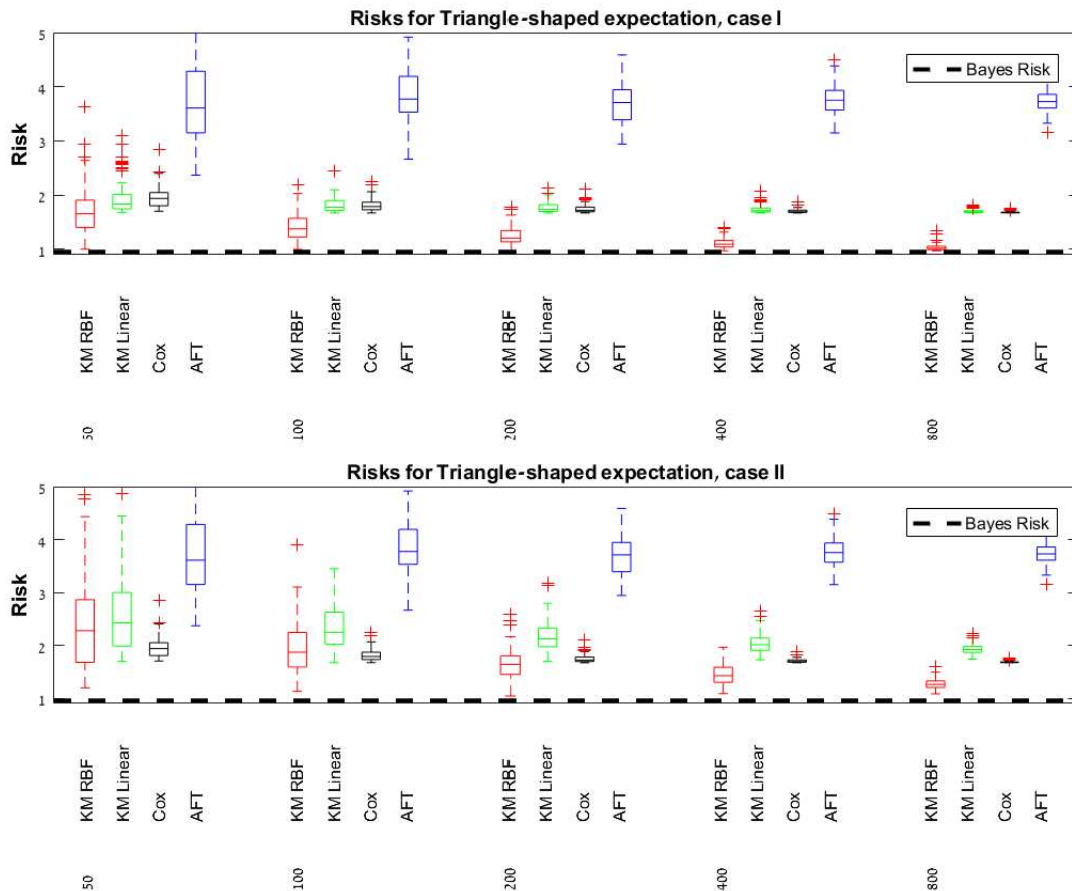 Risks for Triangle-shaped expectation, case I
Risk
5
4
3
2
1
Bayes Risk
KM RBF
KM Linear
Cox
AFT
KM RBF
KM Linear
Cox
AFT
KM RBF
KM Linear
Cox
AFT
KM RBF
KM Linear
Cox
AFT
KM RBF
KM Linear
Cox
AFT
50
100
200
400
800
Risks for Triangle-shaped expectation, case II
Risk
5
4
3
2
1
Bayes Risk
KM RBF
KM Linear
Cox
AFT
KM RBF
KM Linear
Cox
AFT
KM RBF
KM Linear
Cox
AFT
KM RBF
KM Linear
Cox
AFT
KM RBF
KM Linear
Cox
AFT
50
100
200
400
800